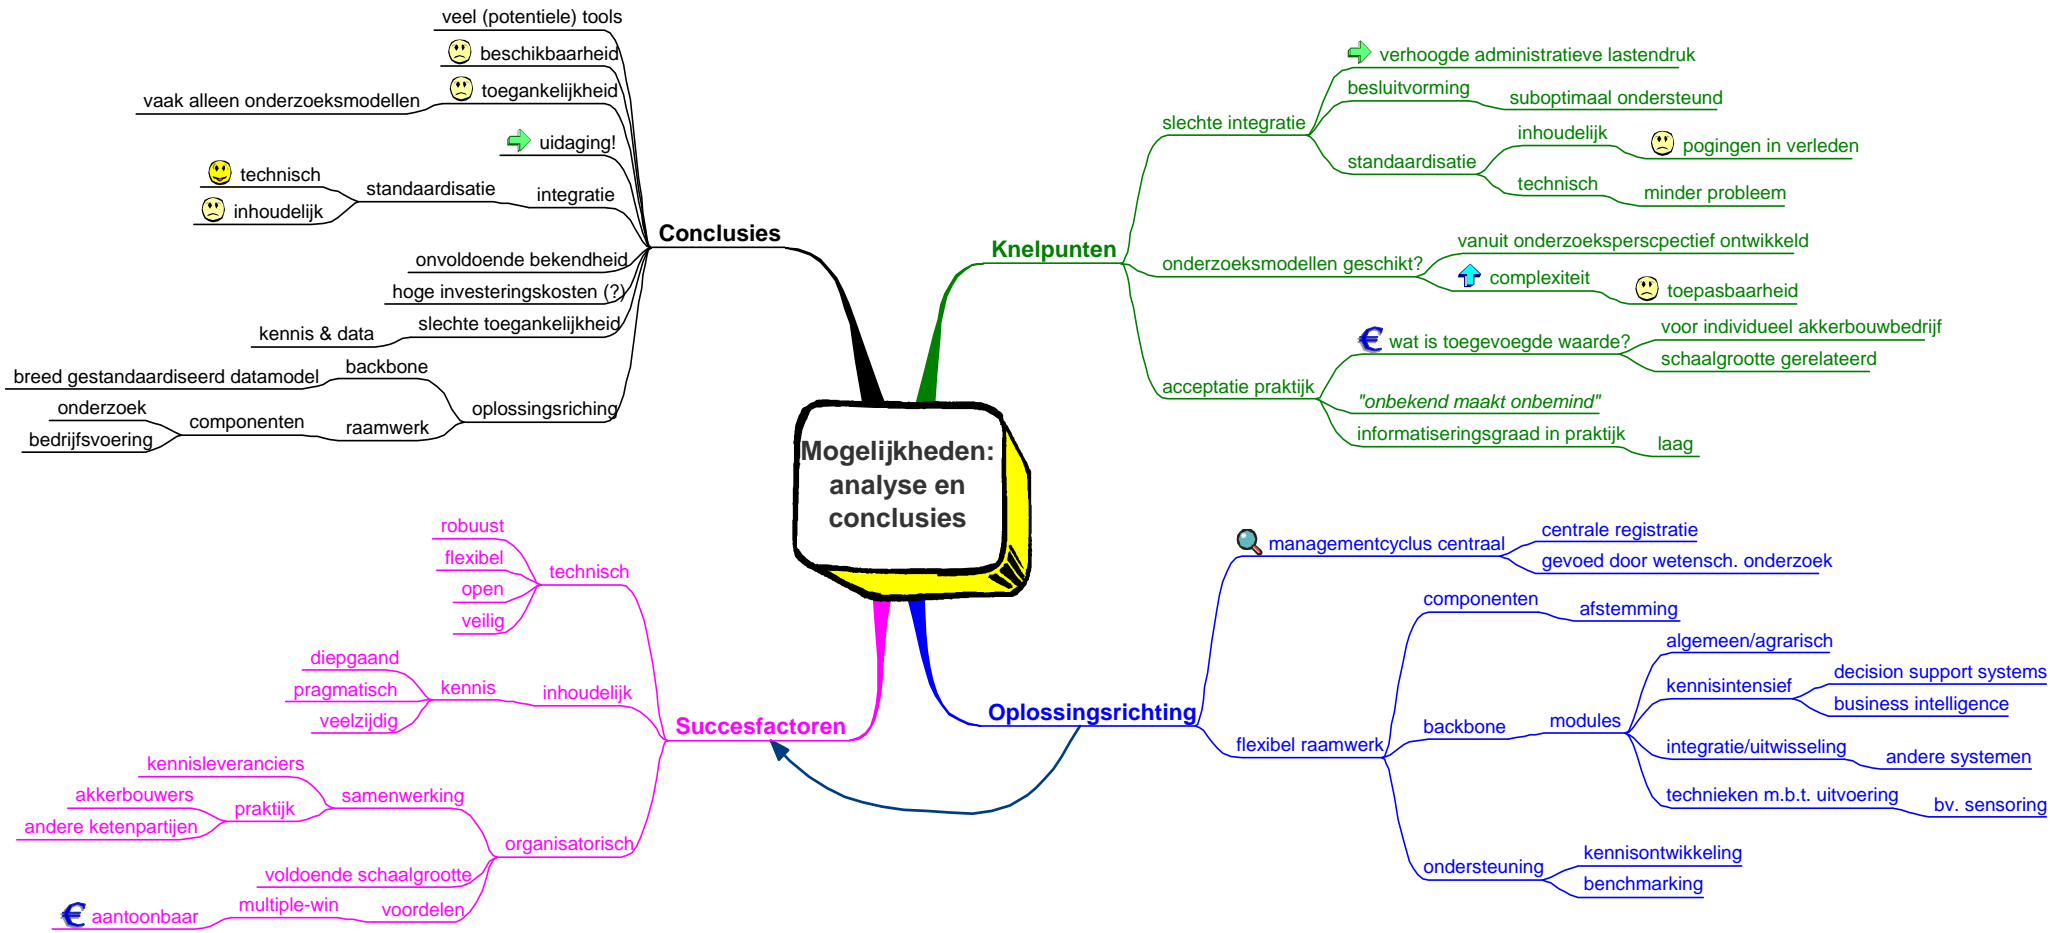 Mogelijkheden:
analyse en
conclusies
Conclusies
veel (potentiele) tools
beschikbaarheid
toegankelijkheid
vaak alleen onderzoeksmodellen
uidaging!
integratie
standaardisatie
technisch
inhoudelijk
onvoldoende bekendheid
hoge investeringskosten (?)
slechte toegankelijkheid
kennis & data
oplossingsriching
backbone
breed gestandaardiseerd datamodel
raamwerk
componenten
onderzoek
bedrijfsvoering
Knelpunten
slechte integratie
verhoogde administratieve lastendruk
besluitvorming
suboptimaal ondersteund
standaardisatie
inhoudelijk
pogingen in verleden
technisch
minder probleem
onderzoeksmodellen geschikt?
vanuit onderzoeksperscpectief ontwikkeld
complexiteit
toepasbaarheid
acceptatie praktijk
€ wat is toegevoegde waarde?
voor individueel akkerbouwbedrijf
schaalgrootte gerelateerd
"onbekend maakt onbemind"
informatiseringsgraad in praktijk
laag
Succesfactoren
technisch
robuust
flexibel
open
veilig
inhoudelijk
kennis
diepgaand
pragmatisch
veelzijdig
organisatorisch
samenwerking
kennisleveranciers
praktijk
akkerbouwers
andere ketenpartijen
voldoende schaalgrootte
voordelen
multiple-win
€ aantoonbaar
Oplossingsrichting
managementcyclus centraal
centrale registratie
gevoed door wetensch. onderzoek
flexibel raamwerk
componenten
afstemming
backbone
modules
algemeen/agrarisch
kennisintensief
decision support systems
business intelligence
integratie/uitwisseling
andere systemen
technieken m.b.t. uitvoering
bv. sensoring
ondersteuning
kennisontwikkeling
benchmarking